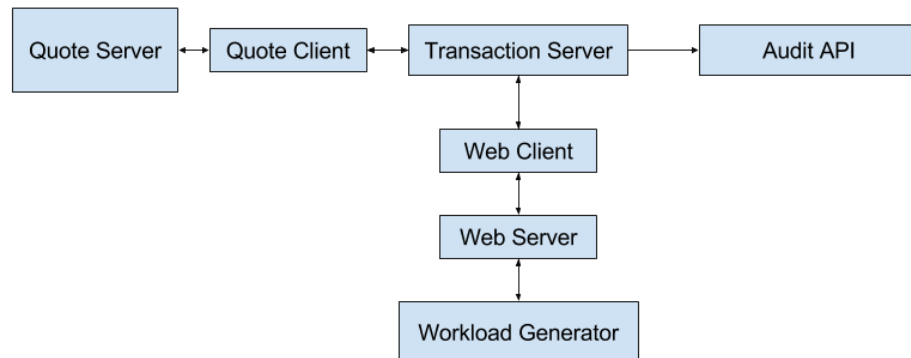 Quote Server
Quote Client
Transaction Server
Audit API
Web Client
Web Server
Workload Generator